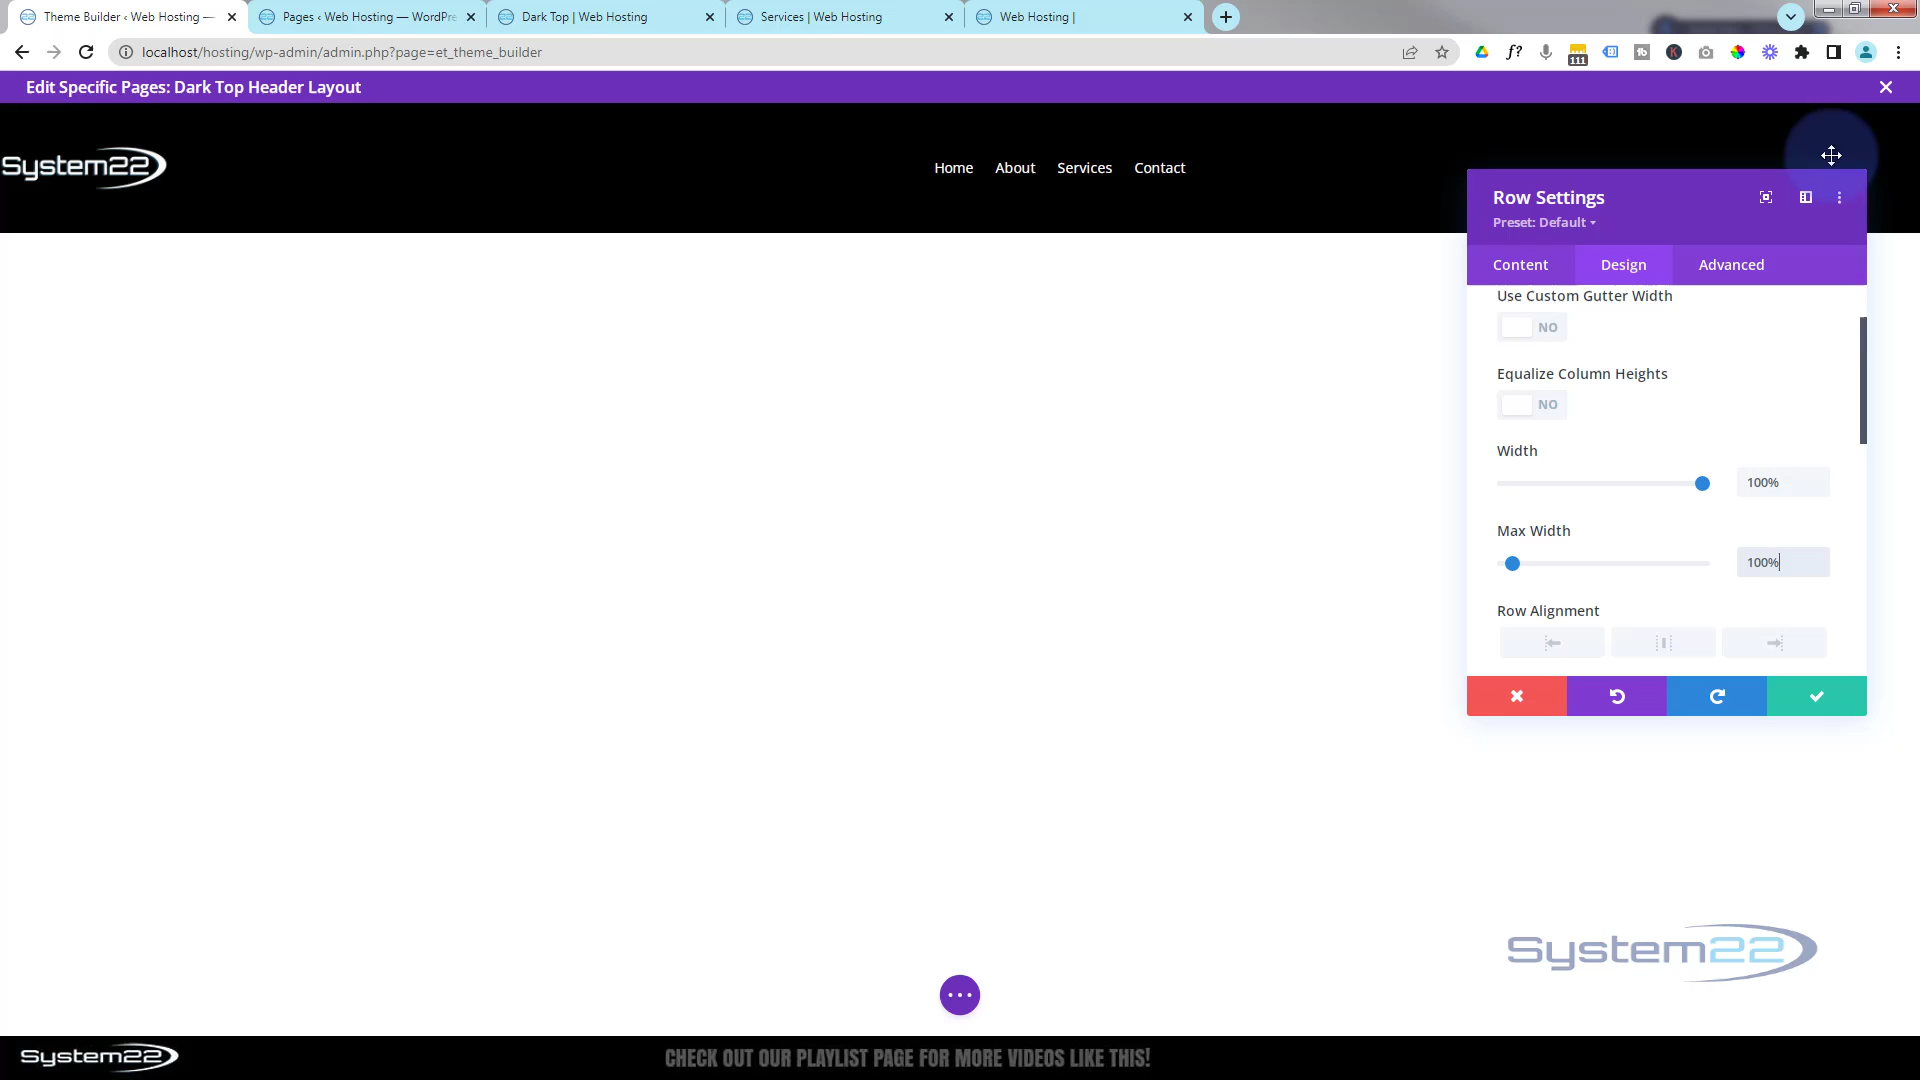 Theme Builder ‹ Web Hosting —
Pages ‹ Web Hosting — WordPre
Dark Top | Web Hosting
Services | Web Hosting
Web Hosting |
localhost/hosting/wp-admin/admin.php?page=et_theme_builder
111
Edit Specific Pages: Dark Top Header Layout
System22
Home
About
Services
Contact
Row Settings
Preset: Default
Content
Design
Advanced
Use Custom Gutter Width
NO
Equalize Column Heights
NO
Width
100%
Max Width
100%
Row Alignment
System22
System22
CHECK OUT OUR PLAYLIST PAGE FOR MORE VIDEOS LIKE THIS!